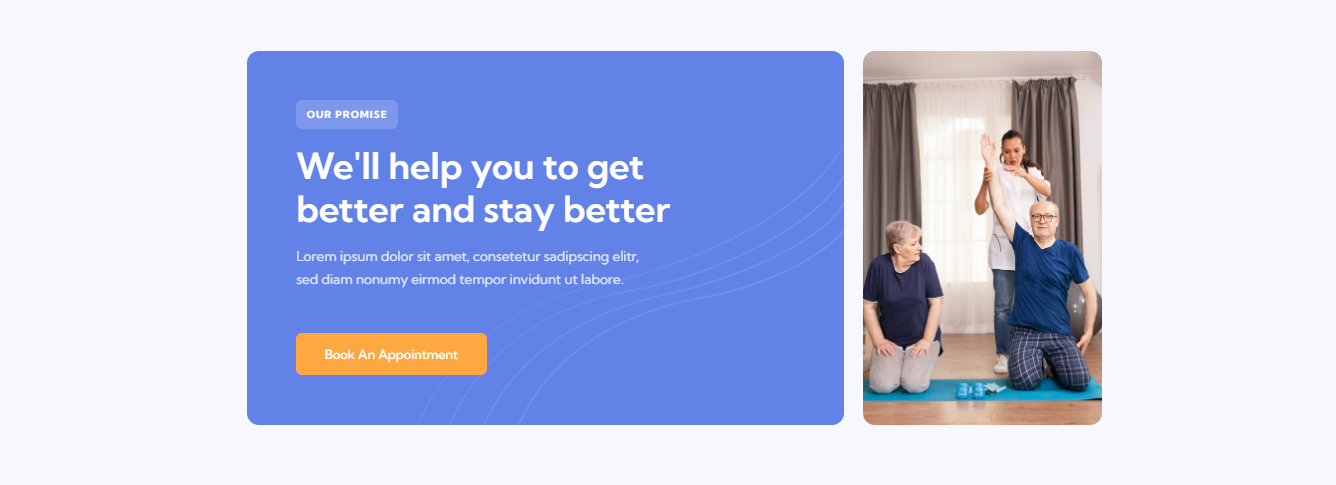 OUR PROMISE
We'll help you to get
better and stay better
Lorem ipsum dolor sit amet, consetetur sadipscing elitr,
sed diam nonumy eirmod tempor invidunt ut labore.
Book An Appointment